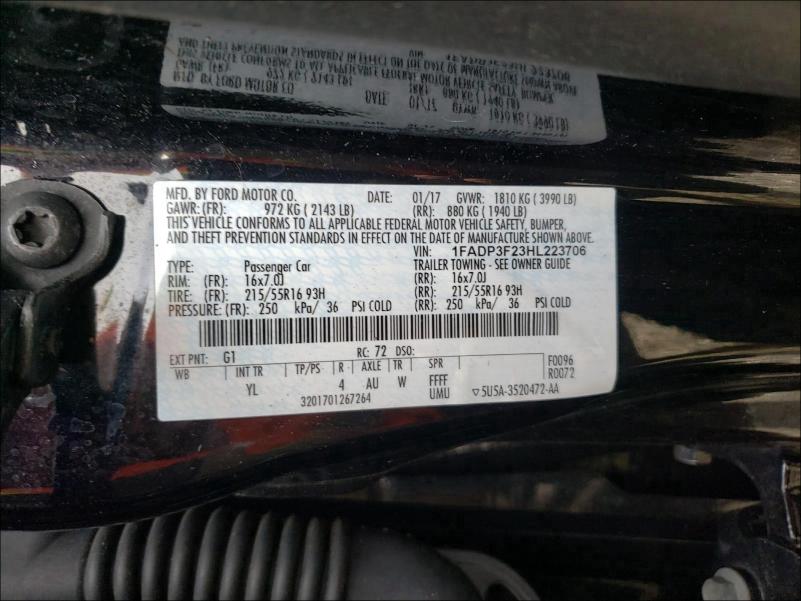 MFD. BY FORD MOTOR CO. DATE: 01/17 GVWR: 1810 KG ( 3990 LB)
GAWR: (FR): 972 KG ( 2143 LB) (RR): 880 KG ( 1940 LB)
THIS VEHICLE CONFORMS TO ALL APPLICABLE FEDERAL MOTOR VEHICLE SAFETY, BUMPER,
AND THEFT PREVENTION STANDARDS IN EFFECT ON THE DATE OF MANUFACTURE SHOWN ABOVE.
VIN: 1FADP3F23HL223706
TYPE: Passenger Car TRAILER TOWING - SEE OWNER GUIDE
RIM: (FR): 16x7.0J (RR): 16x7.0J
TIRE: (FR): 215/55R16 93H (RR): 215/55R16 93H
PRESSURE: (FR): 250 kPa/ 36 PSI COLD (RR): 250 kPa/ 36 PSI COLD
EXT PNT: G1 RC: 72 DSO: F0096
R0072
WB INT TR TP/PS R AXLE TR SPR
YL 4 AU W FFFF
UMU ▽5U5A-3520472-AA
3201701267264